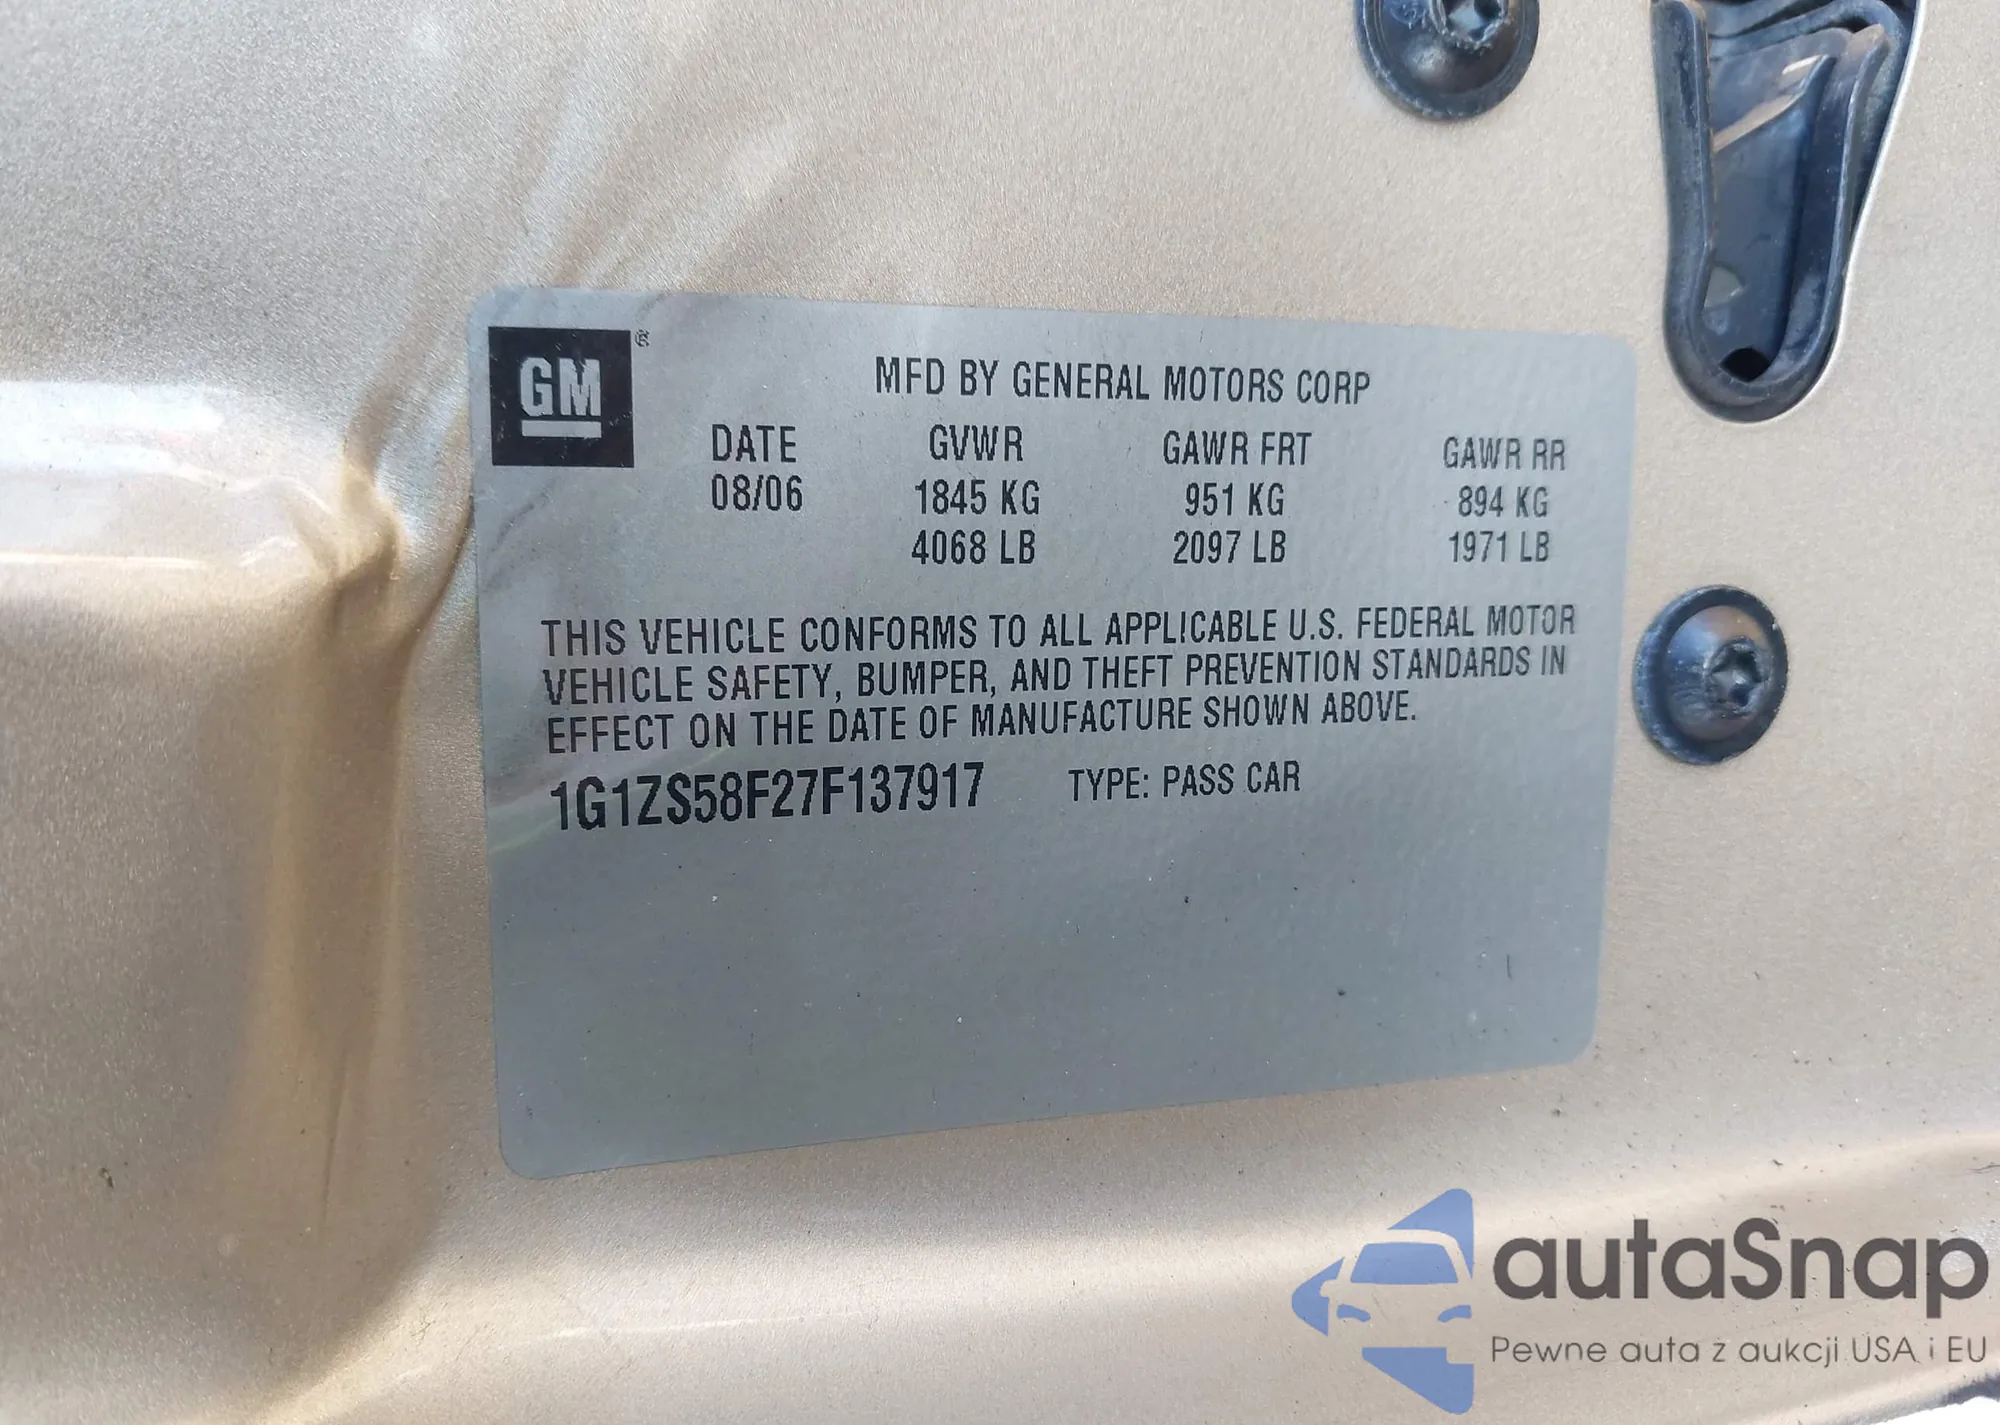 GM ®
MFD BY GENERAL MOTORS CORP
DATE GVWR GAWR FRT GAWR RR
08/06 1845 KG 951 KG 894 KG
4068 LB 2097 LB 1971 LB
THIS VEHICLE CONFORMS TO ALL APPLICABLE U.S. FEDERAL MOTOR
VEHICLE SAFETY, BUMPER, AND THEFT PREVENTION STANDARDS IN
EFFECT ON THE DATE OF MANUFACTURE SHOWN ABOVE.
1G1ZS58F27F137917 TYPE: PASS CAR
autaSnap
Pewne auta z aukcji USA i EU